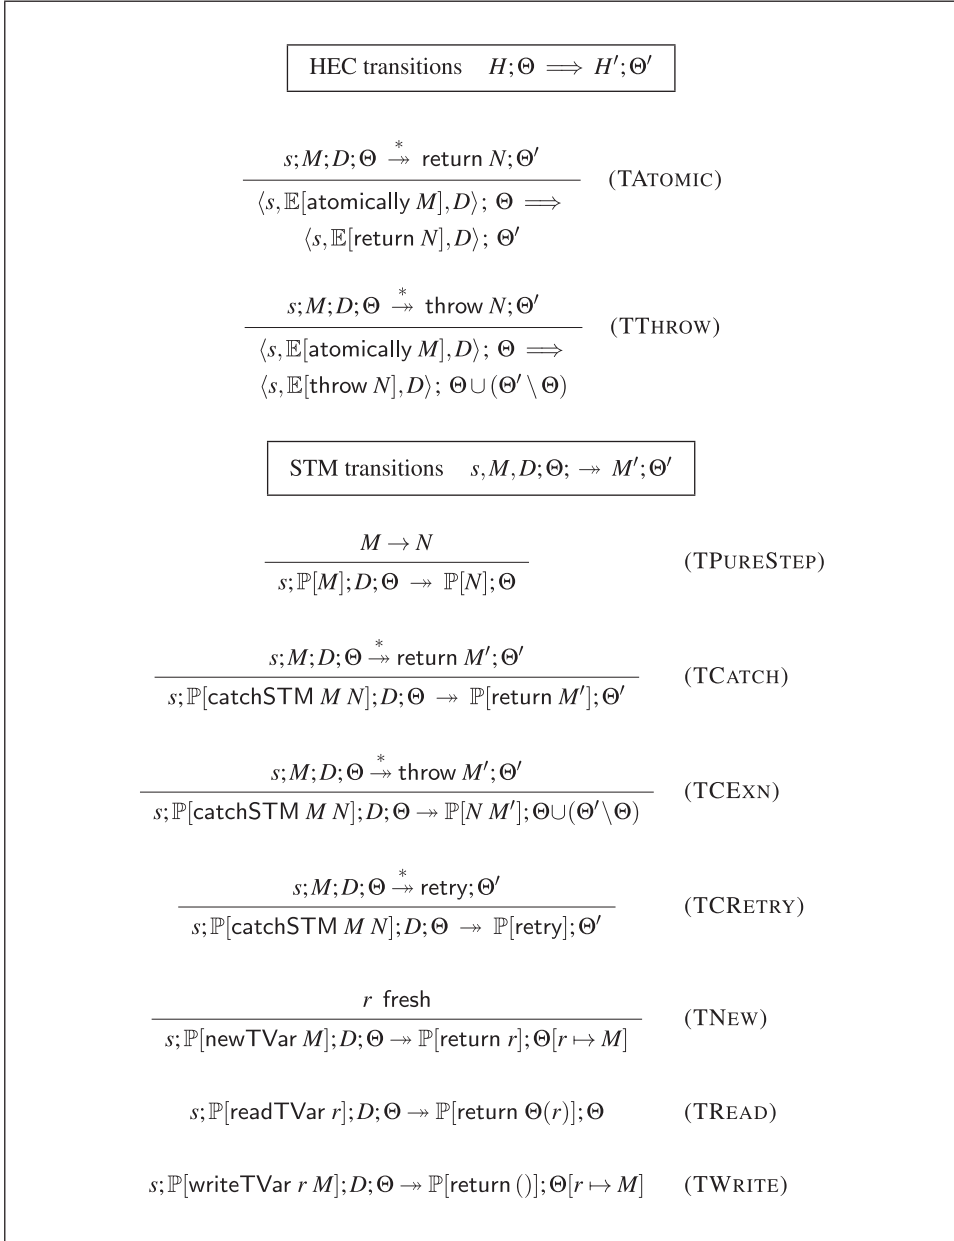 HEC transitions H;Θ ⟹ H′;Θ′
s;M;D;Θ ↠* return N;Θ′
(TATOMIC)
⟨s,𝔼[atomically M],D⟩; Θ ⟹
⟨s,𝔼[return N],D⟩; Θ′
s;M;D;Θ ↠* throw N;Θ′
(TTHROW)
⟨s,𝔼[atomically M],D⟩; Θ ⟹
⟨s,𝔼[throw N],D⟩; Θ∪(Θ′\Θ)
STM transitions s,M,D;Θ; ↠ M′;Θ′
M → N
(TPURESTEP)
s;ℙ[M];D;Θ ↠ ℙ[N];Θ
s;M;D;Θ ↠* return M′;Θ′
(TCATCH)
s;ℙ[catchSTM M N];D;Θ ↠ ℙ[return M′];Θ′
s;M;D;Θ ↠* throw M′;Θ′
(TCEXN)
s;ℙ[catchSTM M N];D;Θ ↠ ℙ[N M′];Θ∪(Θ′\Θ)
s;M;D;Θ ↠* retry;Θ′
(TCRETRY)
s;ℙ[catchSTM M N];D;Θ ↠ ℙ[retry];Θ′
r fresh
(TNEW)
s;ℙ[newTVar M];D;Θ ↠ ℙ[return r];Θ[r ↦ M]
s;ℙ[readTVar r];D;Θ ↠ ℙ[return Θ(r)];Θ (TREAD)
s;ℙ[writeTVar r M];D;Θ ↠ ℙ[return ()];Θ[r ↦ M] (TWRITE)